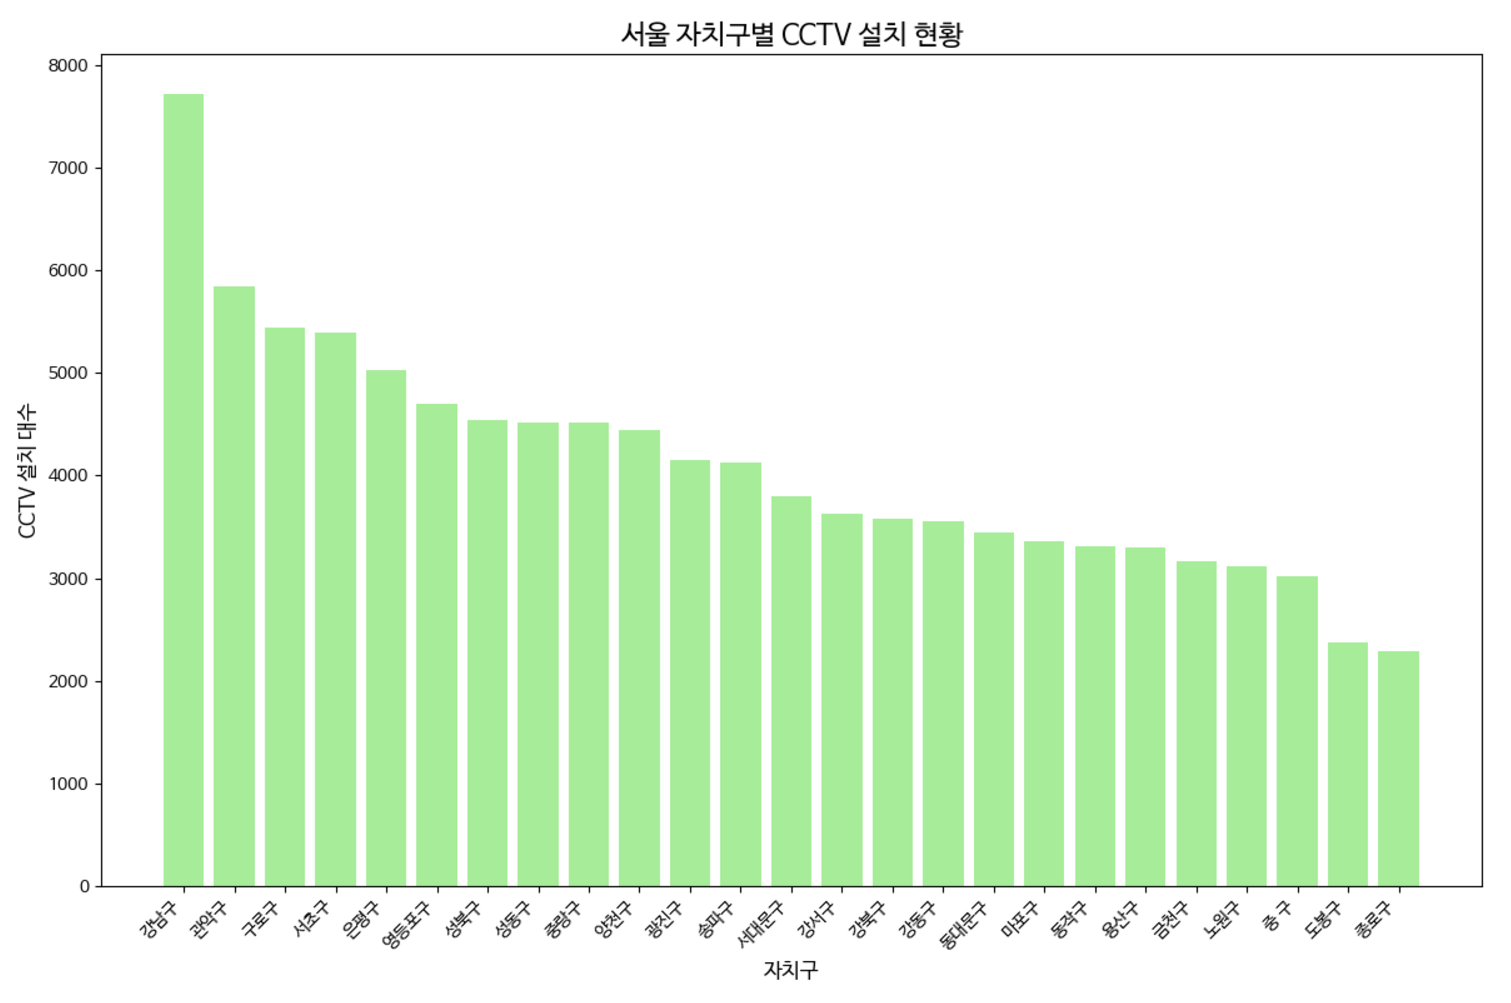 서울 자치구별 CCTV 설치 현황
8000
7000
6000
5000
4000
3000
2000
1000
0
CCTV 설치 대수
강남구
관악구
구로구
서초구
은평구
영등포구
성북구
성동구
중랑구
양천구
광진구
송파구
서대문구
강서구
강북구
강동구
동대문구
마포구
동작구
용산구
금천구
노원구
중 구
도봉구
종로구
자치구